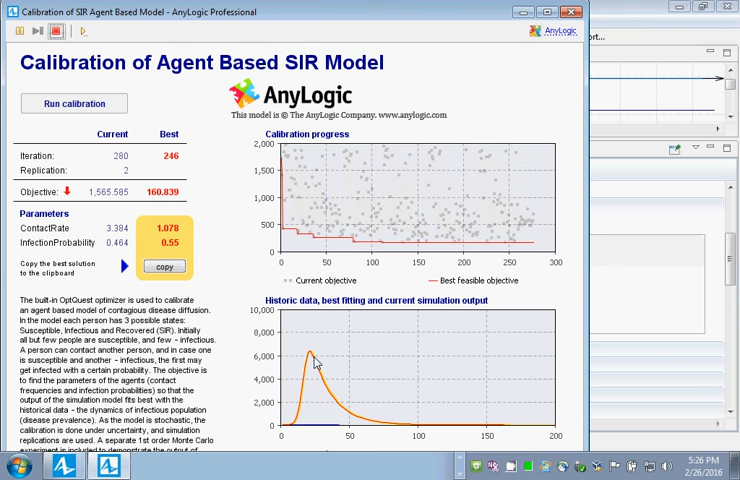 Calibration of SIR Agent Based Model - AnyLogic Professional
ort...
AnyLogic
Calibration of Agent Based SIR Model
AnyLogic
This model is © The AnyLogic Company. www.anylogic.com
Run calibration
Current Best
Iteration: 280 246
Replication: 2
Objective: 1,565.585 160.839
Parameters
ContactRate 3.384 1.078
InfectionProbability 0.464 0.55
Copy the best solution
to the clipboard
copy
The built-in OptQuest optimizer is used to calibrate
an agent based model of contagious disease diffusion.
In the model each person has 3 possible states:
Susceptible, Infectious and Recovered (SIR). Initially
all but few people are susceptible, and few - infectious.
A person can contact another person, and in case one
is susceptible and another - infectious, the first may
get infected with a certain probability. The objective is
to find the parameters of the agents (contact
frequencies and infection probabilities) so that the
output of the simulation model fits best with the
historical data - the dynamics of infectious population
(disease prevalence). As the model is stochastic, the
calibration is done under uncertainty, and simulation
replications are used. A separate 1st order Monte Carlo
experiment is included to demonstrate the output of
Calibration progress
2,000
1,500
1,000
500
0
0 50 100 150 200 250 300
Current objective Best feasible objective
Historic data, best fitting and current simulation output
10,000
8,000
6,000
4,000
2,000
0
0 50 100 150 200
5:26 PM
2/26/2016